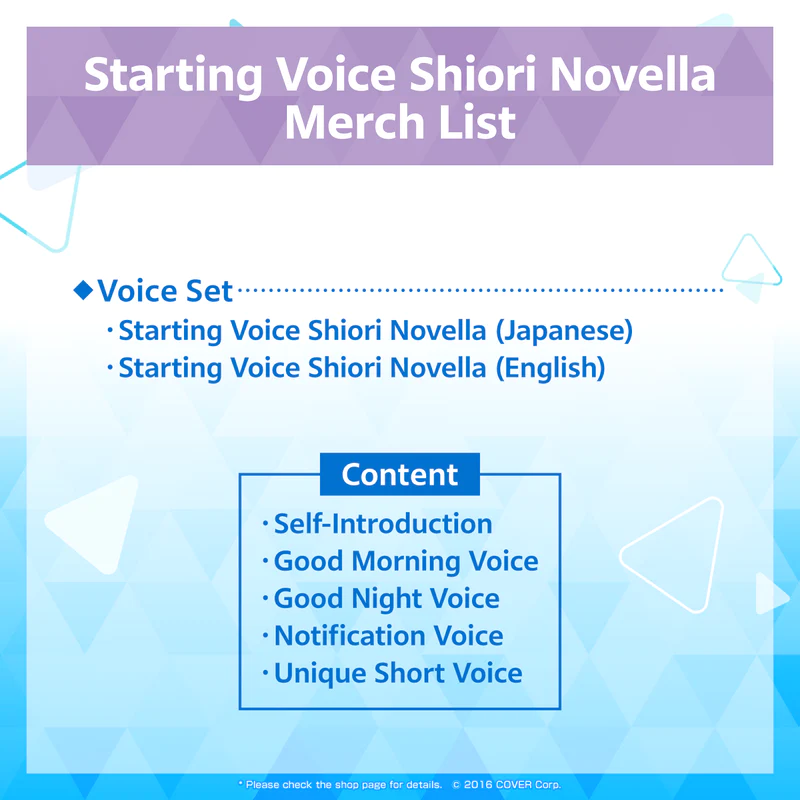 Starting Voice Shiori Novella
Merch List
◆Voice Set
・Starting Voice Shiori Novella (Japanese)
・Starting Voice Shiori Novella (English)
Content
・Self-Introduction
・Good Morning Voice
・Good Night Voice
・Notification Voice
・Unique Short Voice
* Please check the shop page for details. © 2016 COVER Corp.